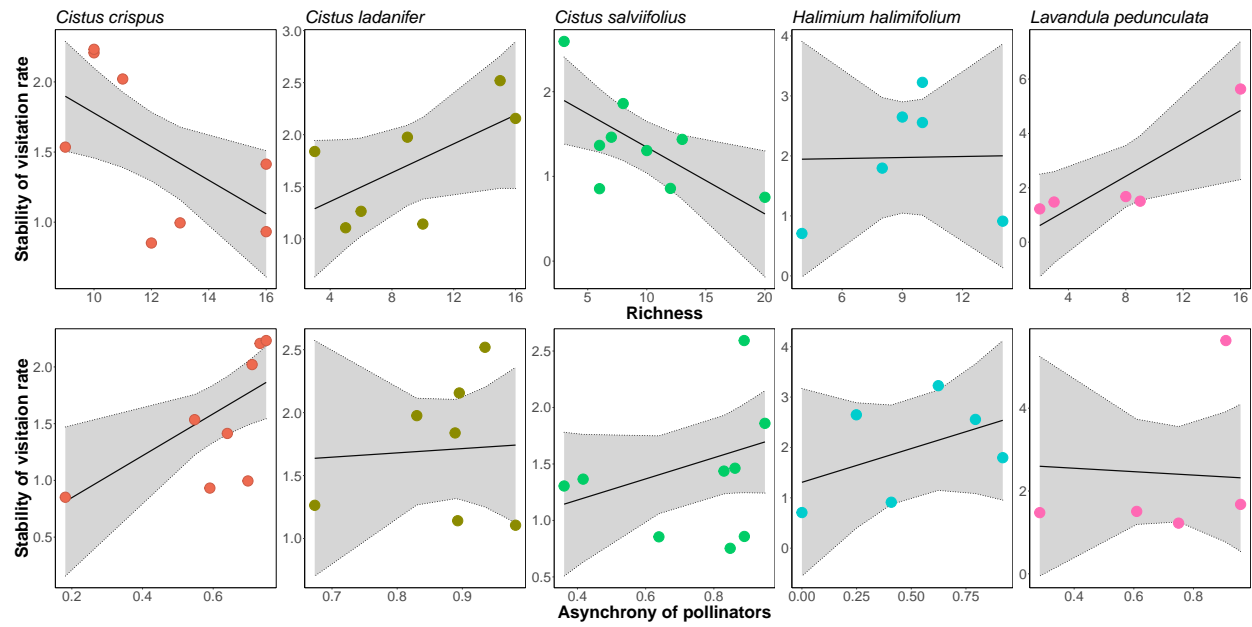 Cistus crispus Cistus ladanifer Cistus salviifolius Halimium halimifolium Lavandula pedunculata
Stability of visitation rate
2.0
1.5
1.0
10 12 14 16
3.0
2.5
2.0
1.5
1.0
4 6 8 10 12 14 16
2
1
0
5 10 15 20
4
3
2
1
0
6 9 12
6
4
2
0
4 8 12 16
Richness
Stability of visitaion rate
2.0
1.5
1.0
0.5
0.2 0.4 0.6
2.5
2.0
1.5
1.0
0.7 0.8 0.9
2.5
2.0
1.5
1.0
0.5
0.4 0.6 0.8
4
3
2
1
0
0.00 0.25 0.50 0.75
4
2
0
0.4 0.6 0.8
Asynchrony of pollinators